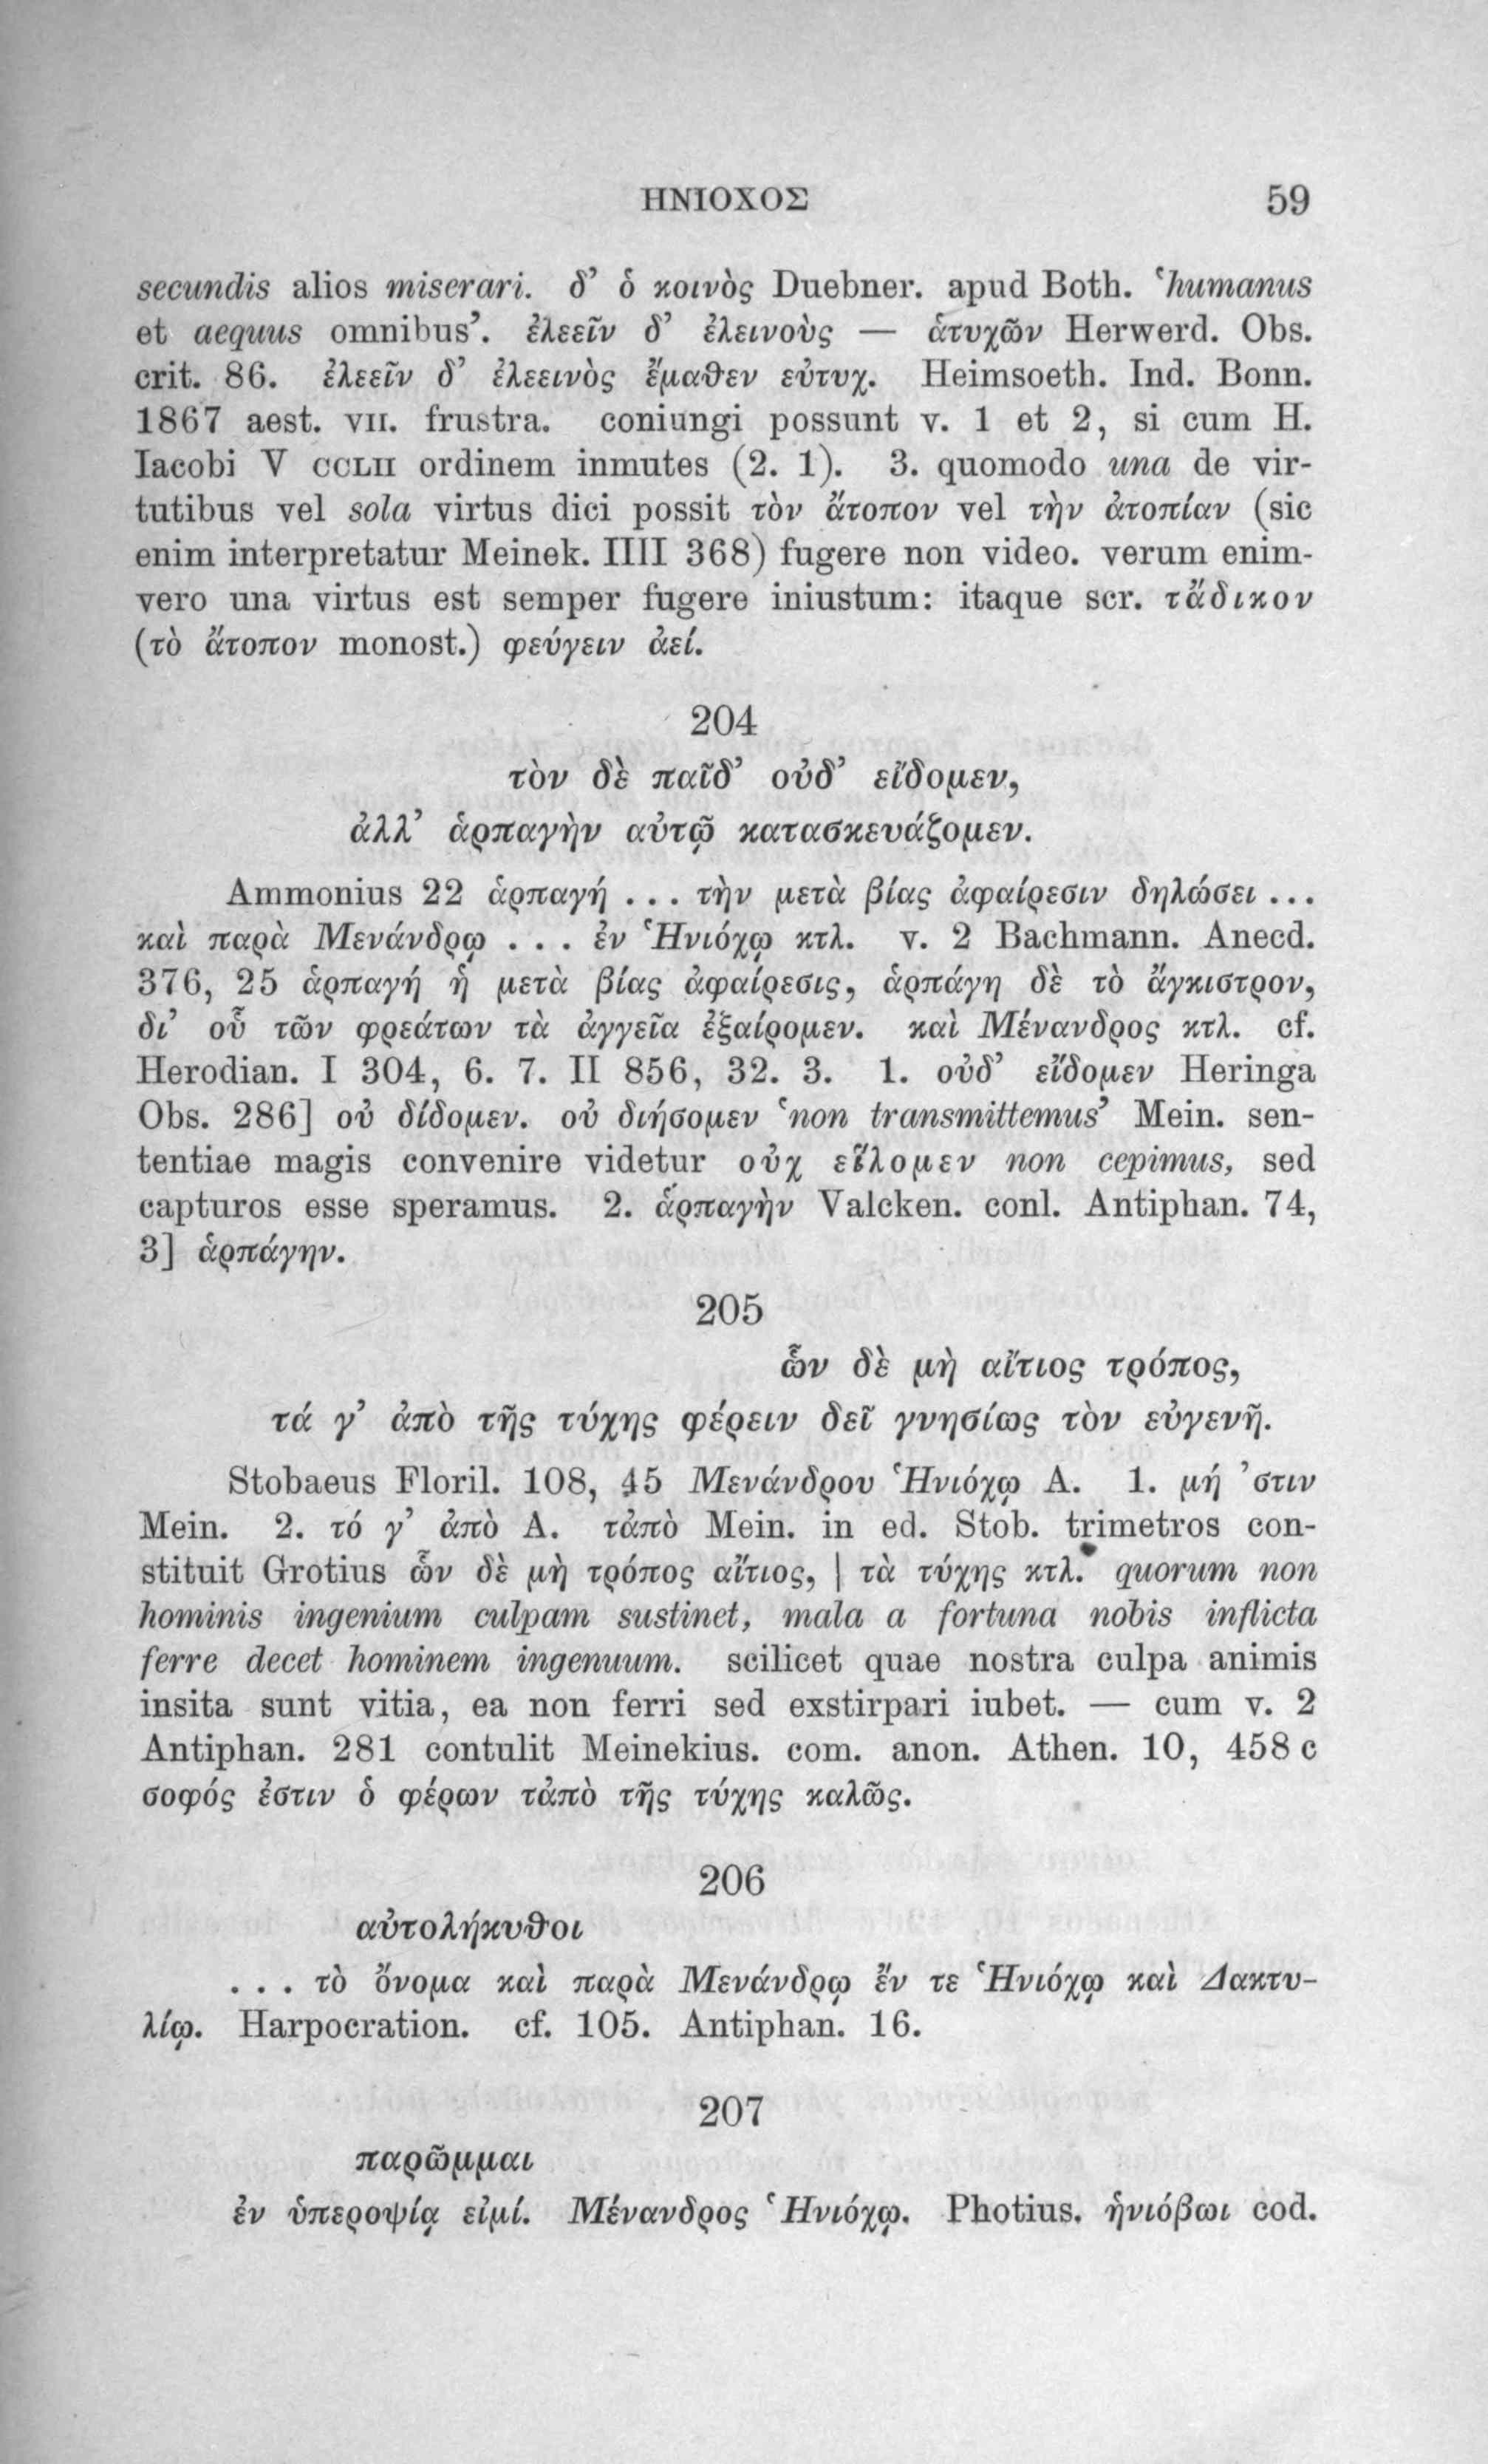 ΗΝΙΟΧΟΣ 59
secundis alios miserari. δ’ ὁ κοινὸς Duebner. apud Both. ‘humanus
et aequus omnibus’. ἐλεεῖν δ’ ἐλεινοὺς — ἀτυχῶν Herwerd. Obs.
crit. 86. ἐλεεῖν δ’ ἐλεεινὸς ἔμαθεν εὐτυχ. Heimsoeth. Ind. Bonn.
1867 aest. VII. frustra. coniungi possunt v. 1 et 2, si cum H.
Iacobi V CCLII ordinem inmutes (2. 1). 3. quomodo una de vir-
tutibus vel sola virtus dici possit τὸν ἄτοπον vel τὴν ἀτοπίαν (sic
enim interpretatur Meinek. IIII 368) fugere non video. verum enim-
vero una virtus est semper fugere iniustum: itaque scr. τἄδικον
(τὸ ἄτοπον monost.) φεύγειν ἀεί.
204
τὸν δὲ παῖδ’ οὐδ’ εἴδομεν,
ἀλλ’ ἁρπαγὴν αὐτῷ κατασκευάζομεν.
Ammonius 22 ἁρπαγή ... τὴν μετὰ βίας ἀφαίρεσιν δηλώσει ...
καὶ παρὰ Μενάνδρῳ ... ἐν Ἡνιόχῳ κτλ. v. 2 Bachmann. Anecd.
376, 25 ἁρπαγή ἡ μετὰ βίας ἀφαίρεσις, ἁρπάγη δὲ τὸ ἄγκιστρον,
δι’ οὗ τῶν φρεάτων τὰ ἀγγεῖα ἐξαίρομεν. καὶ Μένανδρος κτλ. cf.
Herodian. I 304, 6. 7. II 856, 32. 3. 1. οὐδ’ εἴδομεν Heringa
Obs. 286] οὐ δίδομεν. οὐ διήσομεν ‘non transmittemus’ Mein. sen-
tentiae magis convenire videtur οὐχ εἵλομεν non cepimus, sed
capturos esse speramus. 2. ἁρπαγὴν Valcken. conl. Antiphan. 74,
3] ἁρπάγην.
205
ὧν δὲ μὴ αἴτιος τρόπος,
τά γ’ ἀπὸ τῆς τύχης φέρειν δεῖ γνησίως τὸν εὐγενῆ.
Stobaeus Floril. 108, 45 Μενάνδρου Ἡνιόχῳ A. 1. μή ’στιν
Mein. 2. τό γ’ ἀπὸ A. τἀπὸ Mein. in ed. Stob. trimetros con-
stituit Grotius ὧν δὲ μὴ τρόπος αἴτιος, | τὰ τύχης κτλ. quorum non
hominis ingenium culpam sustinet, mala a fortuna nobis inflicta
ferre decet hominem ingenuum. scilicet quae nostra culpa animis
insita sunt vitia, ea non ferri sed exstirpari iubet. — cum v. 2
Antiphan. 281 contulit Meinekius. com. anon. Athen. 10, 458 c
σοφός ἐστιν ὁ φέρων τἀπὸ τῆς τύχης καλῶς.
206
αὐτολήκυθοι
... τὸ ὄνομα καὶ παρὰ Μενάνδρῳ ἔν τε Ἡνιόχῳ καὶ Δακτυ-
λίῳ. Harpocration. cf. 105. Antiphan. 16.
207
παρῶμμαι
ἐν ὑπεροψίᾳ εἰμί. Μένανδρος Ἡνιόχῳ. Photius. ἡνιόβωι cod.